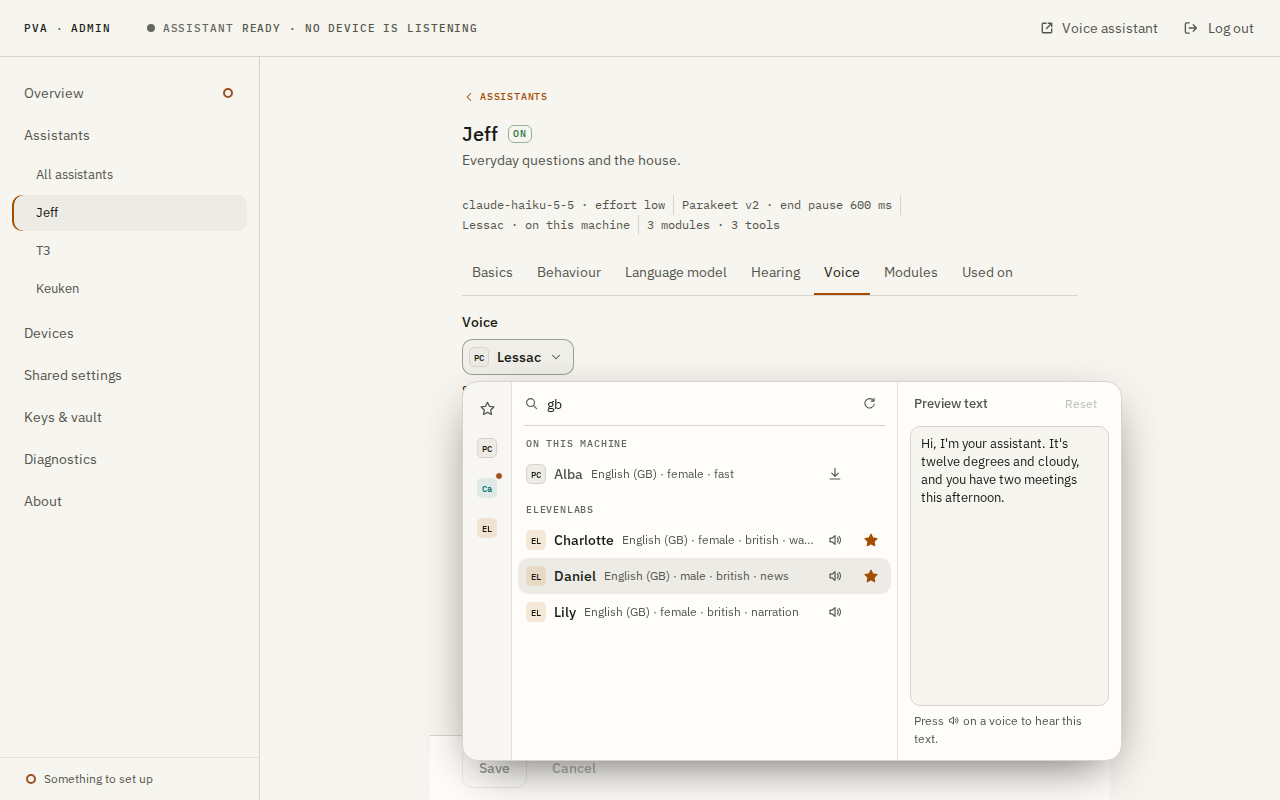 PVA · ADMIN
ASSISTANT READY · NO DEVICE IS LISTENING
Voice assistant
Log out
Overview
Assistants
All assistants
Jeff
T3
Keuken
Devices
Shared settings
Keys & vault
Diagnostics
About
Something to set up
ASSISTANTS
Jeff ON
Everyday questions and the house.
claude-haiku-5-5 · effort low
Parakeet v2 · end pause 600 ms
Lessac · on this machine
3 modules · 3 tools
Basics
Behaviour
Language model
Hearing
Voice
Modules
Used on
Voice
PC Lessac
PC
Ca
EL
gb
ON THIS MACHINE
PC Alba English (GB) · female · fast
ELEVENLABS
EL Charlotte English (GB) · female · british · wa...
EL Daniel English (GB) · male · british · news
EL Lily English (GB) · female · british · narration
Preview text
Reset
Hi, I'm your assistant. It's
twelve degrees and cloudy,
and you have two meetings
this afternoon.
Press on a voice to hear this
text.
Save
Cancel